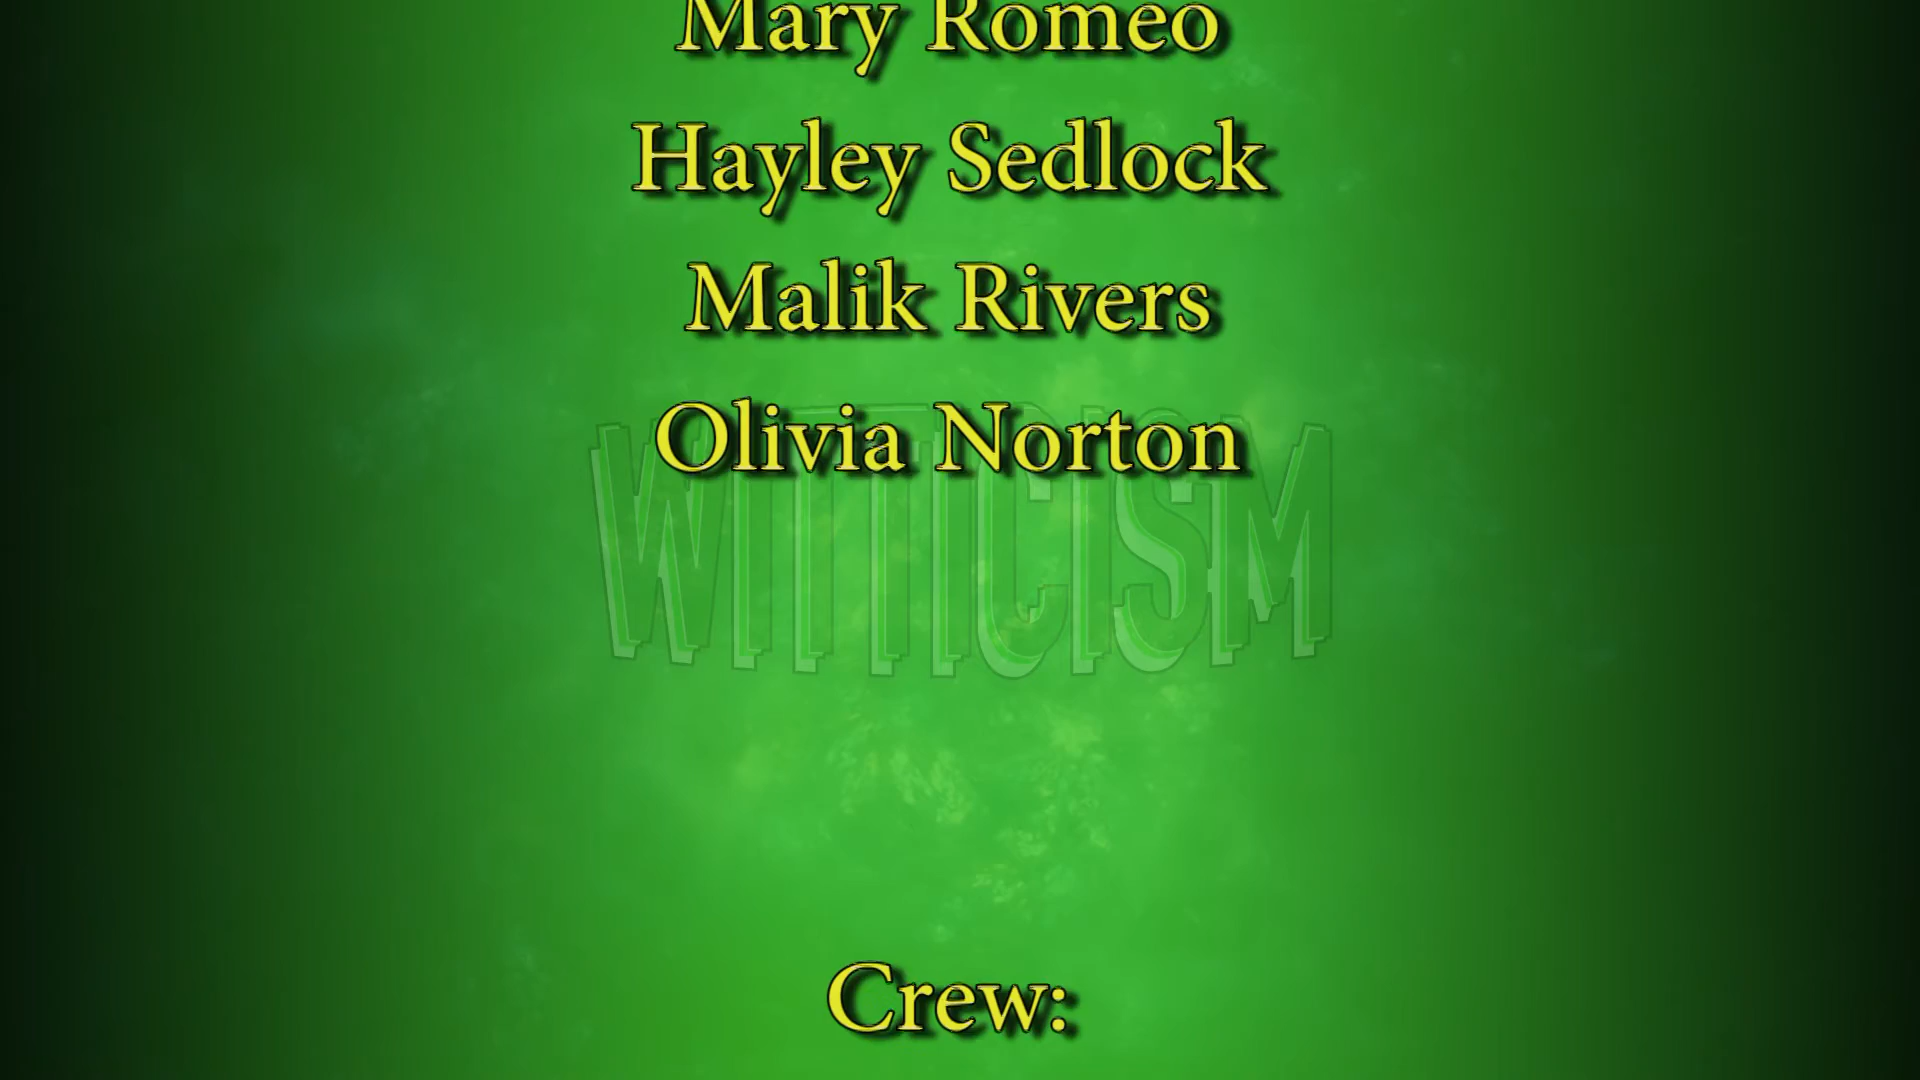 Mary Romeo
Hayley Sedlock
Malik Rivers
Olivia Norton
WITTICISM
Crew: